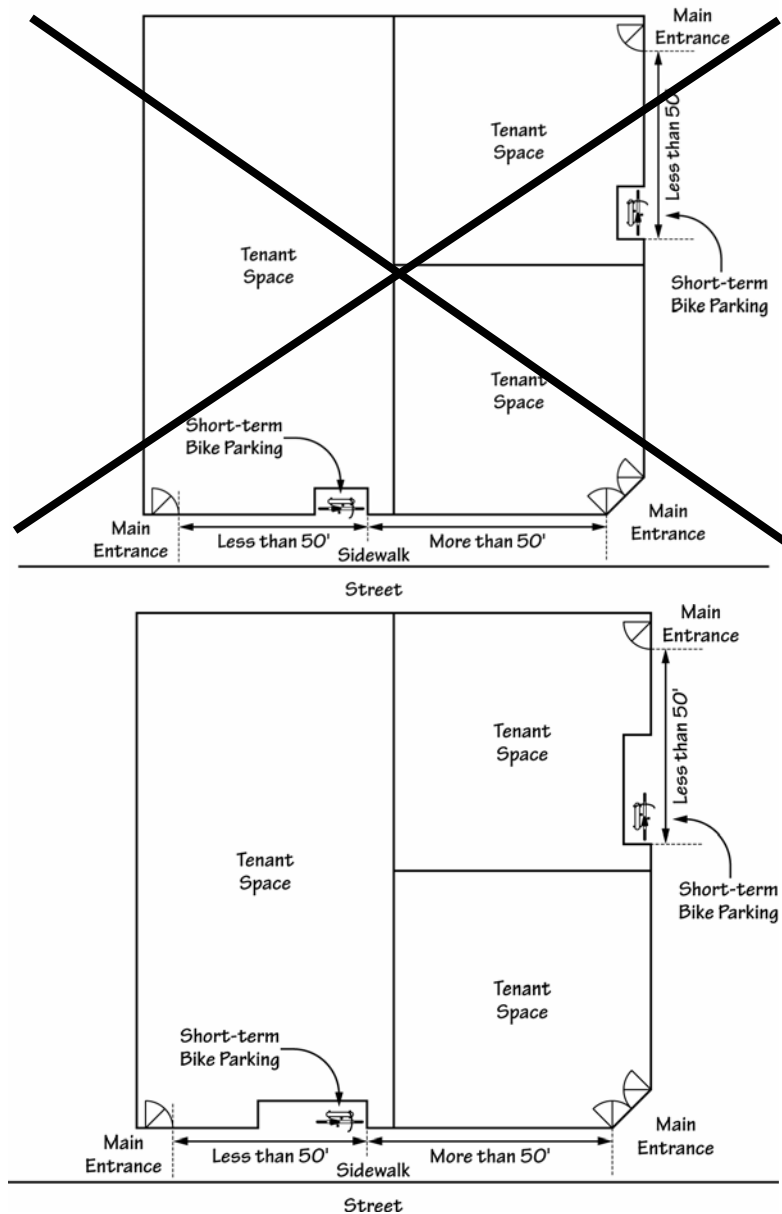 Main
Entrance
Less than 50'
Tenant
Space
Tenant
Space
Short-term
Bike Parking
Tenant
Space
Short-term
Bike Parking
Main
Entrance
Less than 50'
Sidewalk
More than 50'
Main
Entrance
Street
Main
Entrance
Less than 50'
Tenant
Space
Tenant
Space
Short-term
Bike Parking
Tenant
Space
Short-term
Bike Parking
Main
Entrance
Less than 50'
Sidewalk
More than 50'
Main
Entrance
Street